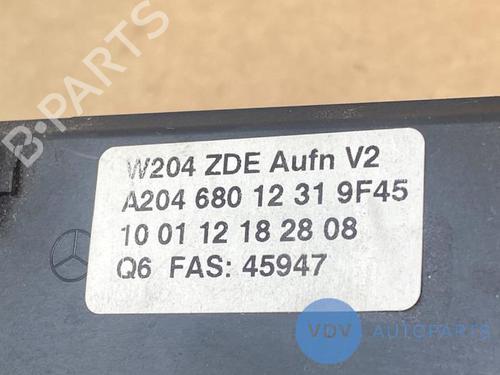 B-PARTS
W204 ZDE Aufn V2
A204 680 12 31 9F45
10 01 12 18 28 08
Q6 FAS: 45947
VDV AUTOPARTS